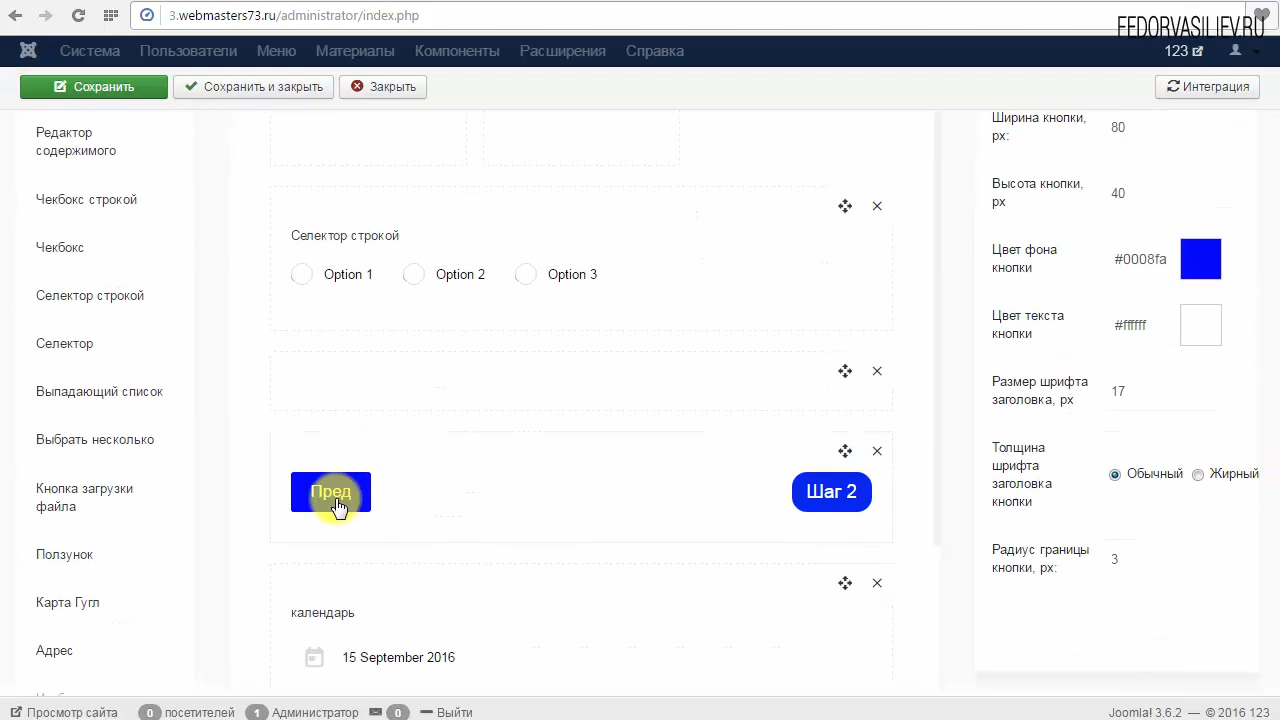 3.webmasters73.ru/administrator/index.php
FEDORVASILIEV.RU
Система Пользователи Меню Материалы Компоненты Расширения Справка 123
Сохранить Сохранить и закрыть Закрыть Интеграция
Редактор
содержимого
Чекбокс строкой
Чекбокс
Селектор строкой
Селектор
Выпадающий список
Выбрать несколько
Кнопка загрузки
файла
Ползунок
Карта Гугл
Адрес
Селектор строкой
Option 1 Option 2 Option 3
Пред Шаг 2
календарь
15 September 2016
Ширина кнопки,
px: 80
Высота кнопки,
px 40
Цвет фона
кнопки #0008fa
Цвет текста
кнопки #ffffff
Размер шрифта
заголовка, px 17
Толщина
шрифта
заголовка
кнопки
Обычный Жирный
Радиус границы
кнопки, px: 3
Просмотр сайта 0 посетителей 1 Администратор 0 Выйти
Joomla! 3.6.2 — © 2016 123